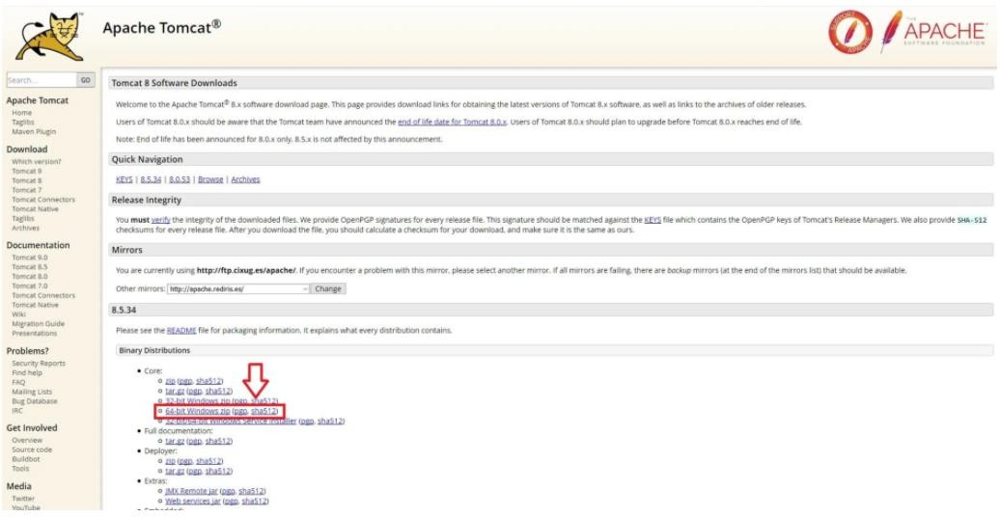 Apache Tomcat®
SUPPORT APACHE
THE
APACHE
SOFTWARE FOUNDATION
Search...
GO
Apache Tomcat
Home
Taglibs
Maven Plugin
Download
Which version?
Tomcat 9
Tomcat 8
Tomcat 7
Tomcat Connectors
Tomcat Native
Taglibs
Archives
Documentation
Tomcat 9.0
Tomcat 8.5
Tomcat 8.0
Tomcat 7.0
Tomcat Connectors
Tomcat Native
Wiki
Migration Guide
Presentations
Problems?
Security Reports
Find help
FAQ
Mailing Lists
Bug Database
IRC
Get Involved
Overview
Source code
Buildbot
Tools
Media
Twitter
YouTube
Tomcat 8 Software Downloads
Welcome to the Apache Tomcat® 8.x software download page. This page provides download links for obtaining the latest versions of Tomcat 8.x software, as well as links to the archives of older releases.
Users of Tomcat 8.0.x should be aware that the Tomcat team have announced the end of life date for Tomcat 8.0.x. Users of Tomcat 8.0.x should plan to upgrade before Tomcat 8.0.x reaches end of life.
Note: End of life has been announced for 8.0.x only. 8.5.x is not affected by this announcement.
Quick Navigation
KEYS | 8.5.34 | 8.0.53 | Browse | Archives
Release Integrity
You must verify the integrity of the downloaded files. We provide OpenPGP signatures for every release file. This signature should be matched against the KEYS file which contains the OpenPGP keys of Tomcat's Release Managers. We also provide SHA-512
checksums for every release file. After you download the file, you should calculate a checksum for your download, and make sure it is the same as ours.
Mirrors
You are currently using http://ftp.cixug.es/apache/. If you encounter a problem with this mirror, please select another mirror. If all mirrors are failing, there are backup mirrors (at the end of the mirrors list) that should be available.
Other mirrors: http://apache.rediris.es/ Change
8.5.34
Please see the README file for packaging information. It explains what every distribution contains.
Binary Distributions
• Core:
zip (pgp, sha512)
tar.gz (pgp, sha512)
32-bit Windows zip (pgp, sha512)
64-bit Windows zip (pgp, sha512)
32-bit/64-bit Windows Service Installer (pgp, sha512)
• Full documentation:
tar.gz (pgp, sha512)
• Deployer:
zip (pgp, sha512)
tar.gz (pgp, sha512)
• Extras:
JMX Remote jar (pgp, sha512)
Web services jar (pgp, sha512)